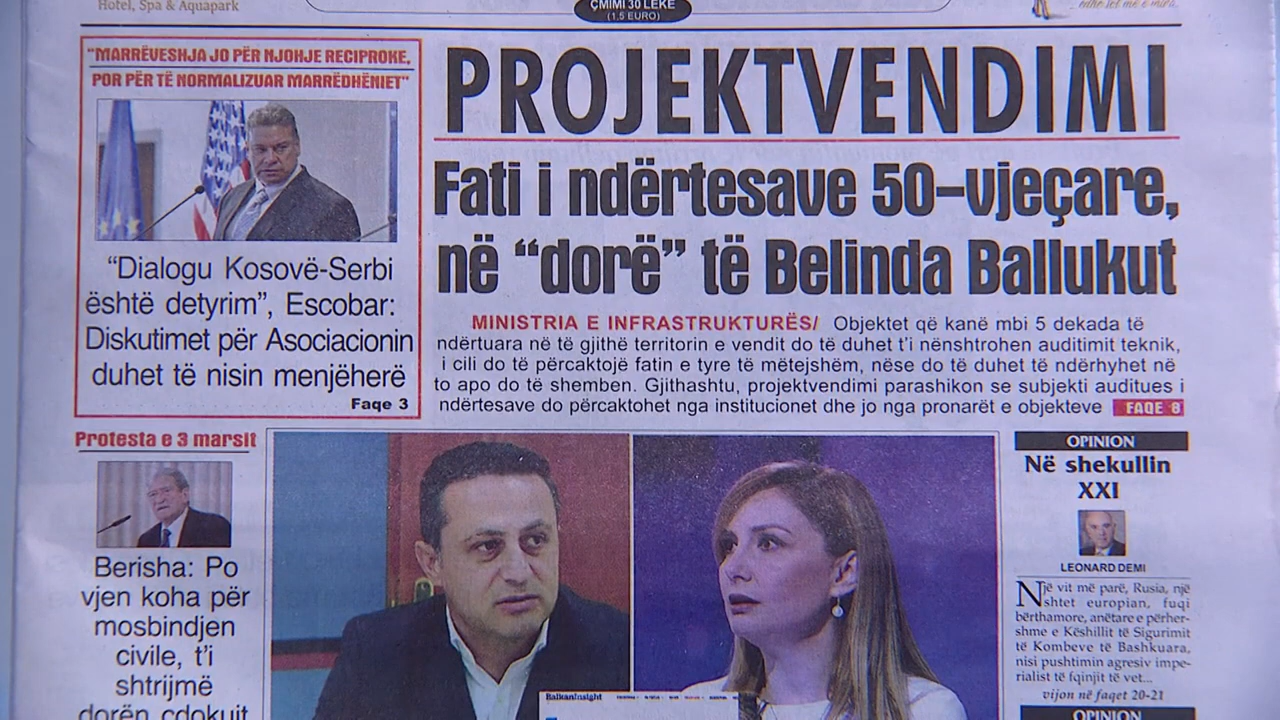 Hotel, Spa & Aquapark
ÇMIMI 30 LEKË
(1.5 EURO)
"MARRËVESHJA JO PËR NJOHJE RECIPROKE,
POR PËR TË NORMALIZUAR MARRËDHËNIET"
"Dialogu Kosovë-Serbi
është detyrim", Escobar:
Diskutimet për Asociacionin
duhet të nisin menjëherë
Faqe 3
PROJEKTVENDIMI
Fati i ndërtesave 50-vjeçare,
në "dorë" të Belinda Ballukut
MINISTRIA E INFRASTRUKTURËS/ Objektet që kanë mbi 5 dekada të
ndërtuara në të gjithë territorin e vendit do të duhet t'i nënshtrohen auditimit teknik,
i cili do të përcaktojë fatin e tyre të mëtejshëm, nëse do të duhet të ndërhyhet në
to apo do të shemben. Gjithashtu, projektvendimi parashikon se subjekti auditues i
ndërtesave do përcaktohet nga institucionet dhe jo nga pronarët e objekteve FAQE 8
Protesta e 3 marsit
Berisha: Po
vjen koha për
mosbindjen
civile, t'i
shtrijmë
dorën cdokujt
BalkanInsight
OPINION
Në shekullin
XXI
LEONARD DEMI
Një vit më parë, Rusia, një
shtet europian, fuqi
bërthamore, anëtare e përher-
shme e Këshillit të Sigurimit
të Kombeve të Bashkuara,
nisi pushtimin agresiv impe-
rialist të fqinjit të vet...
vijon në faqet 20-21
OPINION